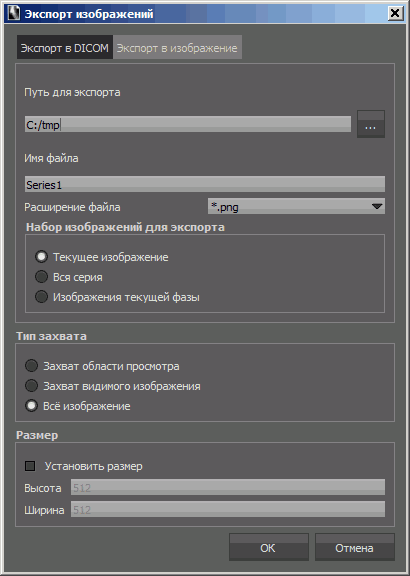 Экспорт изображений
Экспорт в DICOM Экспорт в изображение
Путь для экспорта
C:/tmp ...
Имя файла
Series1
Расширение файла *.png
Набор изображений для экспорта
Текущее изображение
Вся серия
Изображения текущей фазы
Тип захвата
Захват области просмотра
Захват видимого изображения
Всё изображение
Размер
Установить размер
Высота 512
Ширина 512
OK Отмена